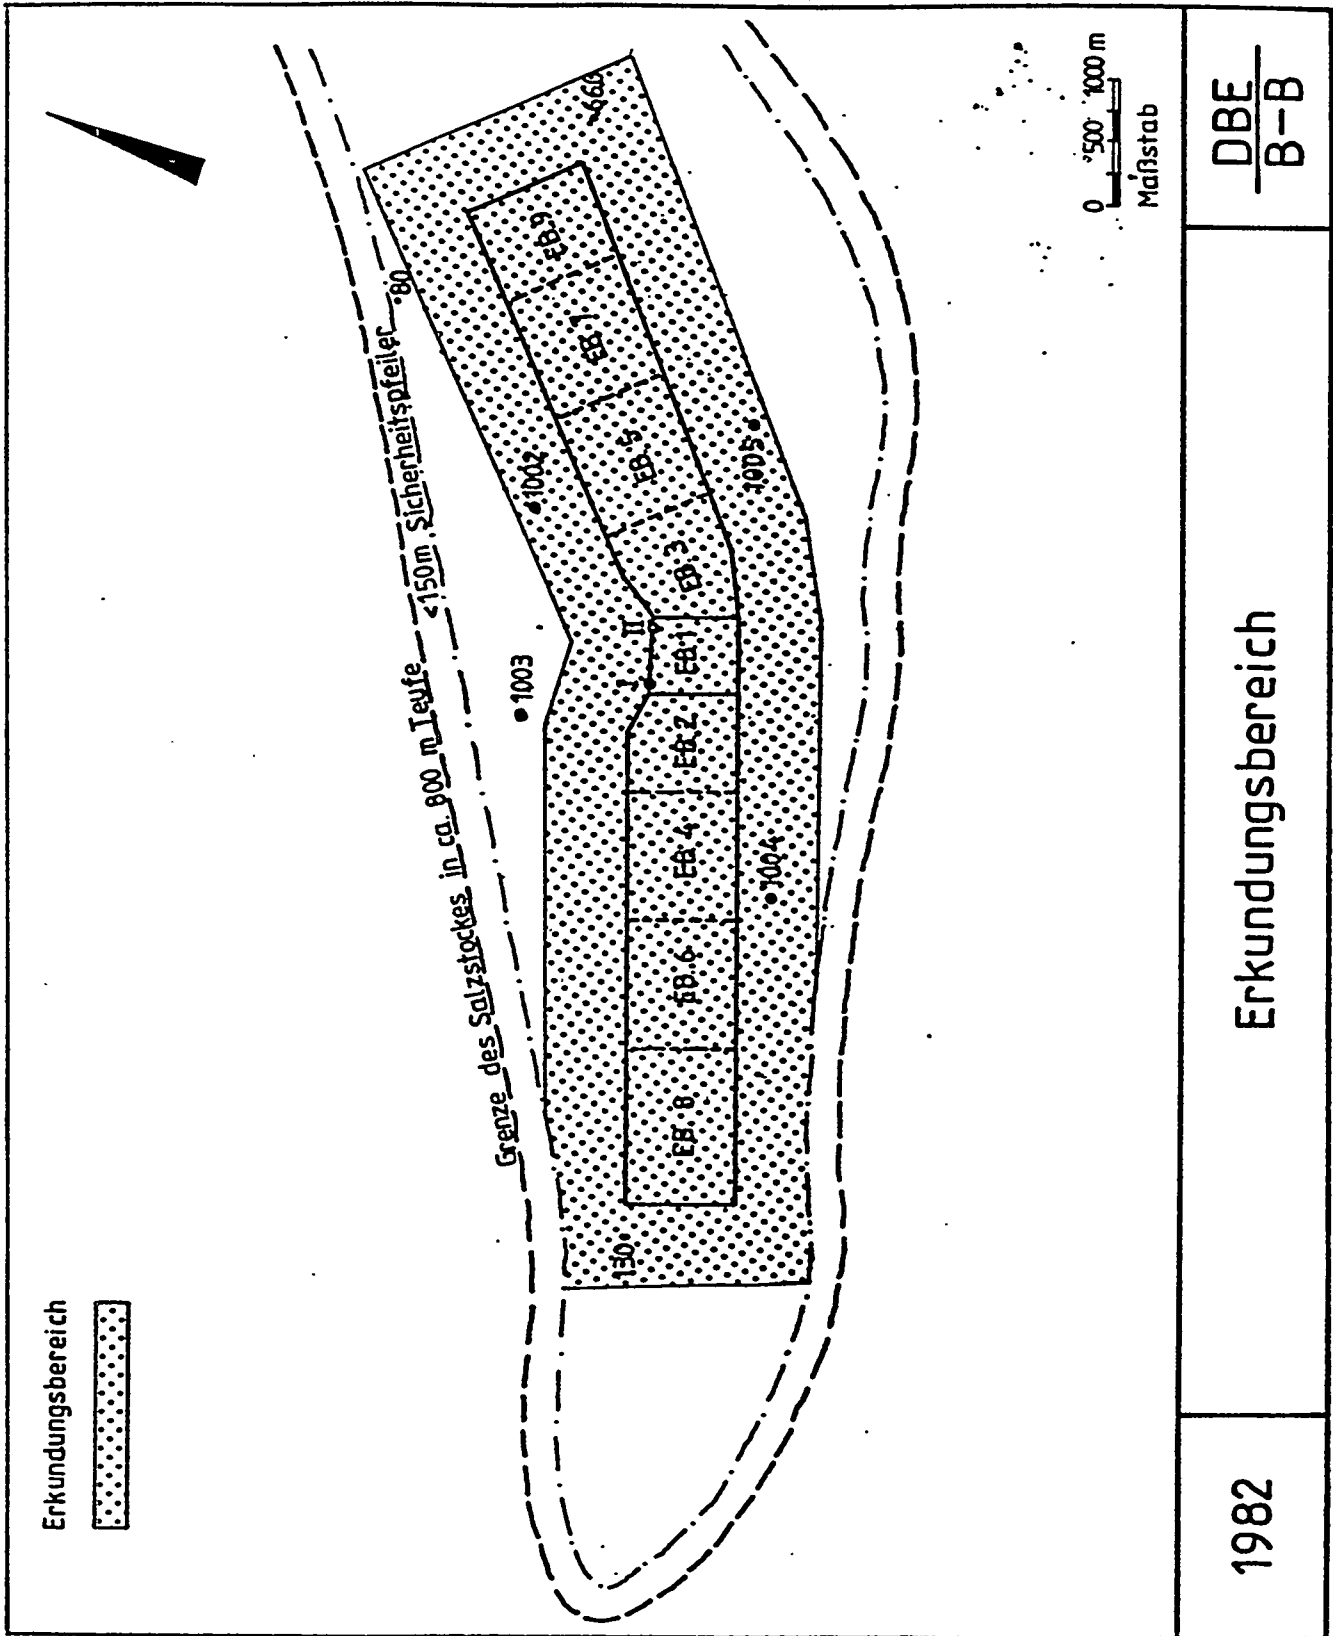 Erkundungsbereich
Grenze des Salzstockes in ca. 800 m Teufe
<150m Sicherheitspfeiler
80
660
130
1002
1003
1004
1005
I
II
EB 8
EB 6
EB 4
EB 2
EB 1
EB 3
EB 5
EB 7
EB 9
0 500 1000 m
Maßstab
1982
Erkundungsbereich
DBE
B-B